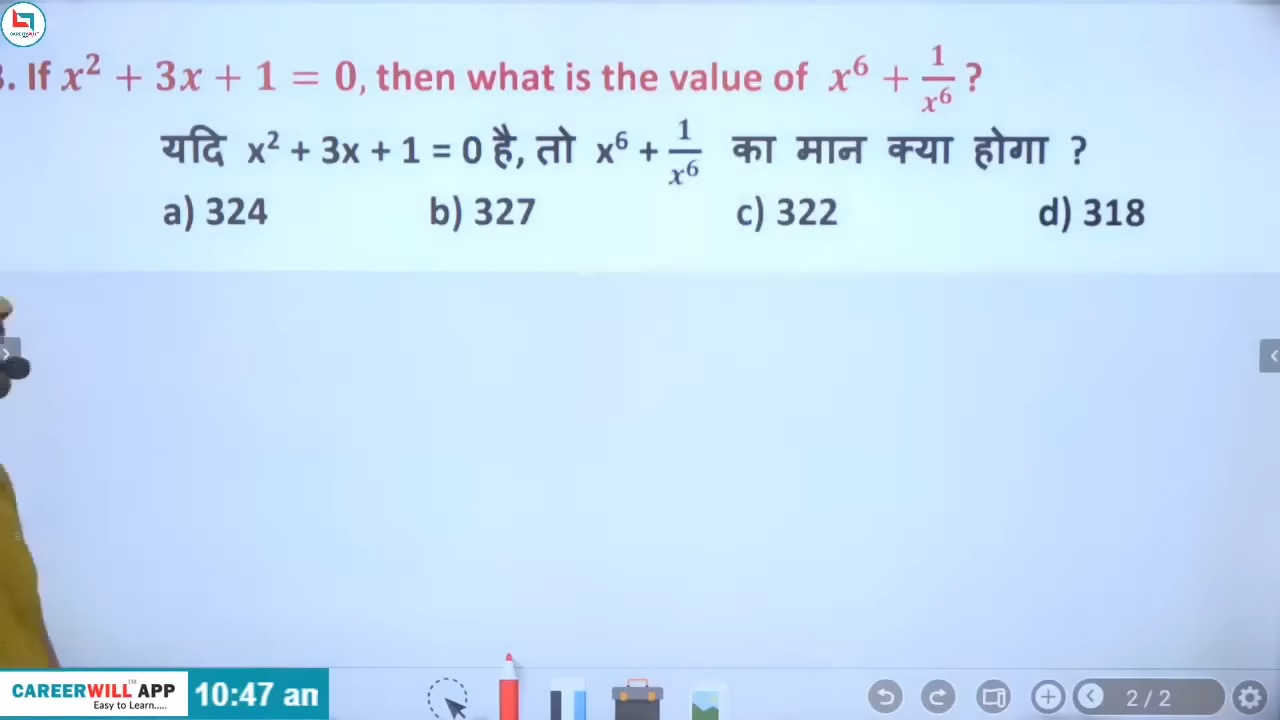 3. If x² + 3x + 1 = 0, then what is the value of x⁶ + 1/x⁶ ?
यदि x² + 3x + 1 = 0 है, तो x⁶ + 1/x⁶ का मान क्या होगा ?
a) 324 b) 327 c) 322 d) 318
CAREERWILL™ APP
Easy to Learn.....
10:47 an
2 / 2